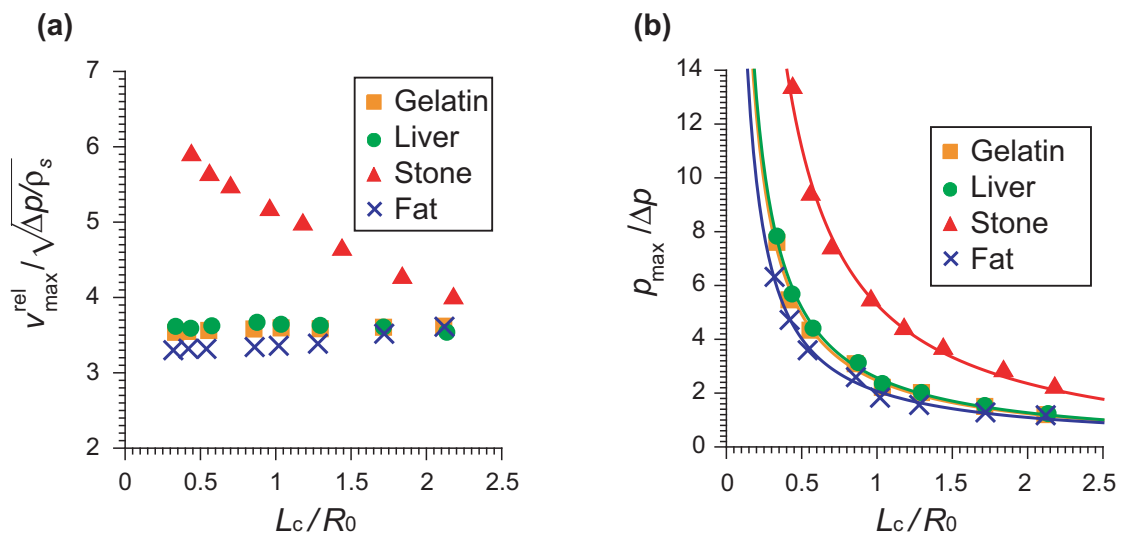 (a)
7
6
5
4
3
2
0
0.5
1
1.5
2
2.5
v^rel_max / √Δp/ρ_s
L_c / R_0
Gelatin
Liver
Stone
Fat
(b)
14
12
10
8
6
4
2
0
0
0.5
1
1.5
2
2.5
p_max / Δp
L_c / R_0
Gelatin
Liver
Stone
Fat